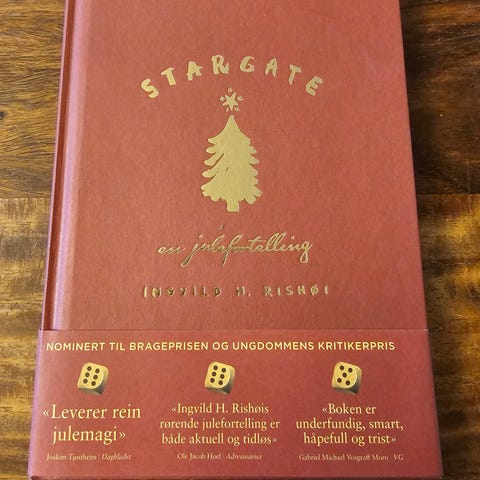 STARGATE
en julefortelling
INGVILD H. RISHØI
NOMINERT TIL BRAGEPRISEN OG UNGDOMMENS KRITIKERPRIS
«Leverer rein
julemagi»
Joakim Tjøstheim | Dagbladet
«Ingvild H. Rishøis
rørende julefortelling er
både aktuell og tidløs»
Ole Jacob Hoel | Adresseavisa
«Boken er
underfundig, smart,
håpefull og trist»
Gabriel Michael Vosgraff Moro | VG